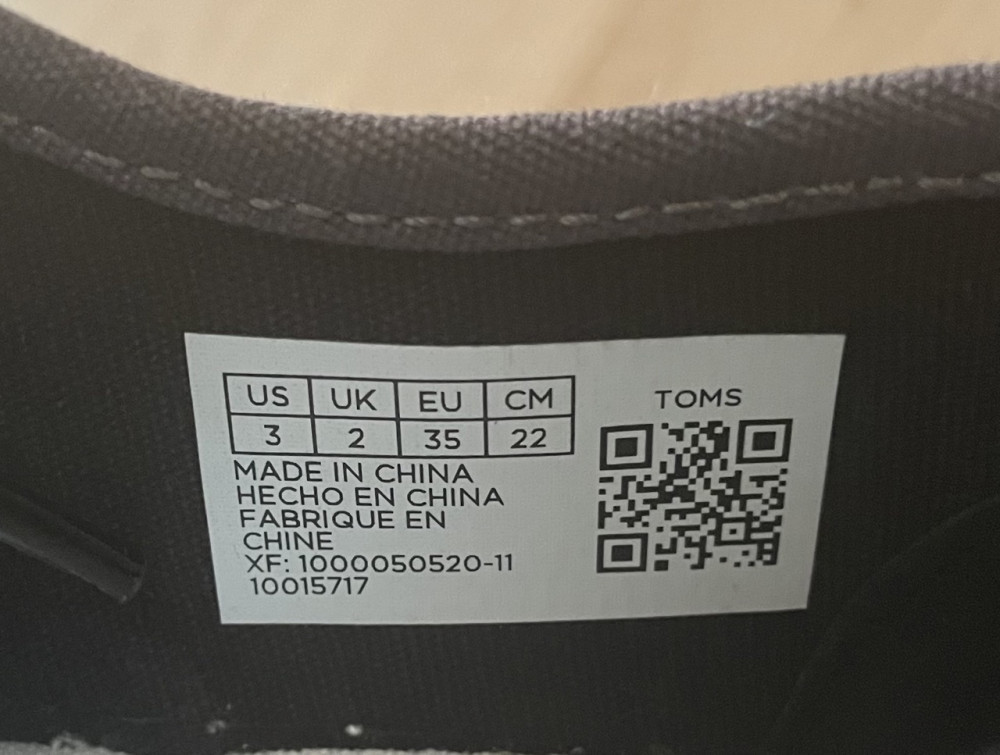 US UK EU CM
3 2 35 22
MADE IN CHINA
HECHO EN CHINA
FABRIQUE EN
CHINE
XF: 1000050520-11
10015717
TOMS